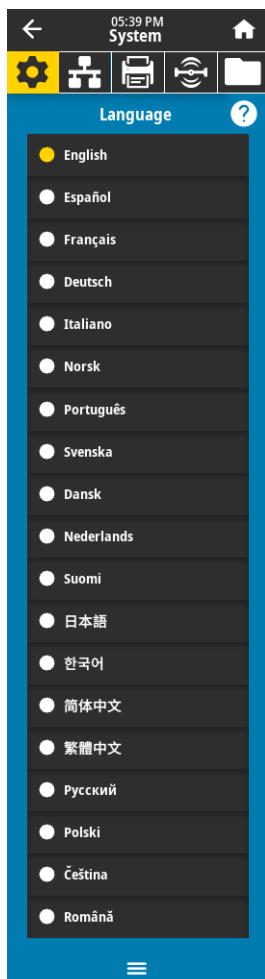 05:39 PM
System
Language
?
English
Español
Français
Deutsch
Italiano
Norsk
Português
Svenska
Dansk
Nederlands
Suomi
日本語
한국어
简体中文
繁體中文
Русский
Polski
Čeština
Română